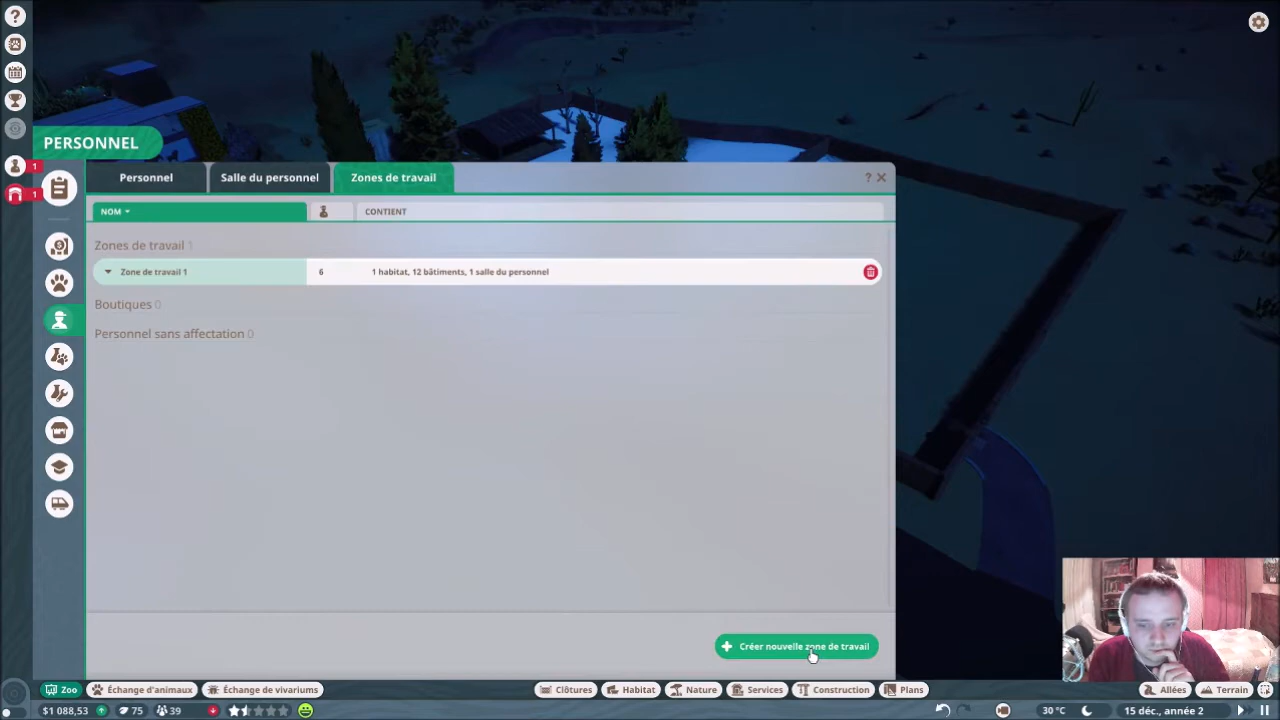 PERSONNEL
1
1
Personnel
Salle du personnel
Zones de travail
?
NOM
CONTIENT
Zones de travail 1
Zone de travail 1
6
1 habitat, 12 bâtiments, 1 salle du personnel
Boutiques 0
Personnel sans affectation 0
Créer nouvelle zone de travail
Zoo
Échange d'animaux
Échange de vivariums
Clôtures
Habitat
Nature
Services
Construction
Plans
Allées
Terrain
$1 088,53
75
39
30 °C
15 déc., année 2